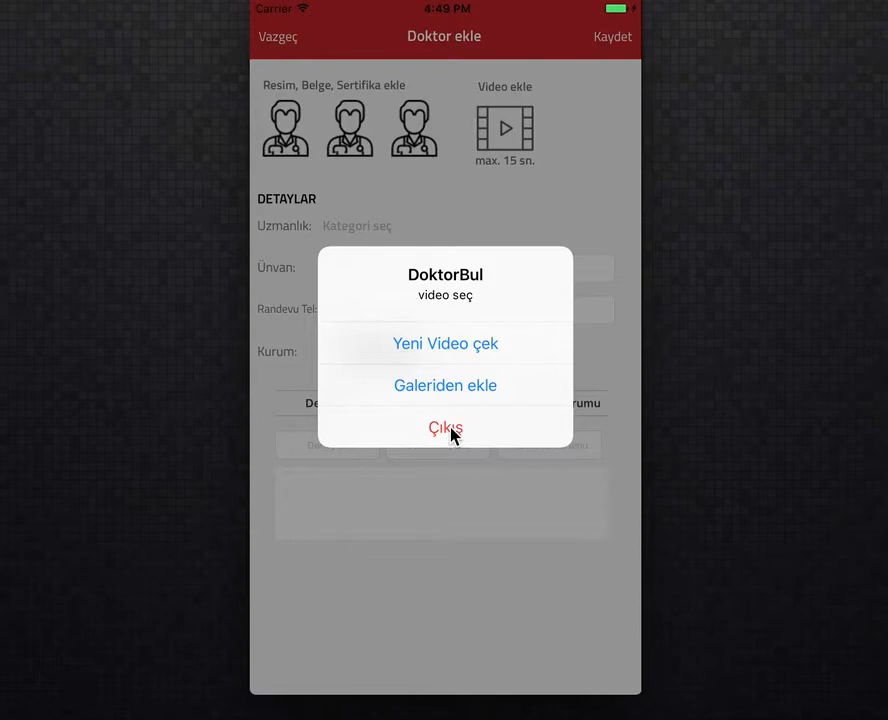 Carrier
4:49 PM
Vazgeç
Doktor ekle
Kaydet
Resim, Belge, Sertifika ekle
Video ekle
max. 15 sn.
DETAYLAR
Uzmanlık: Kategori seç
Ünvan:
Randevu Tel:
Kurum:
DoktorBul
video seç
Yeni Video çek
Galeriden ekle
Çıkış